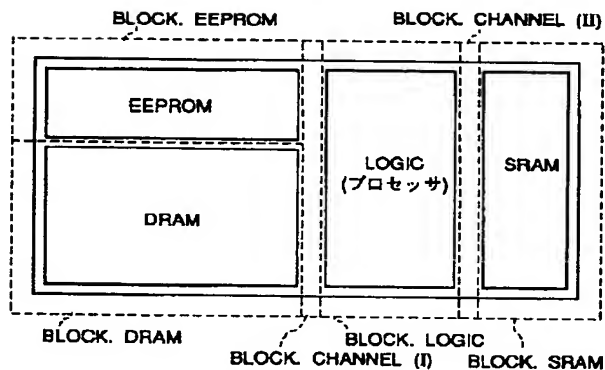 BLOCK. EEPROM
BLOCK. CHANNEL (II)
EEPROM
DRAM
LOGIC
(プロセッサ)
SRAM
BLOCK. DRAM
BLOCK. CHANNEL (I)
BLOCK. LOGIC
BLOCK. SRAM